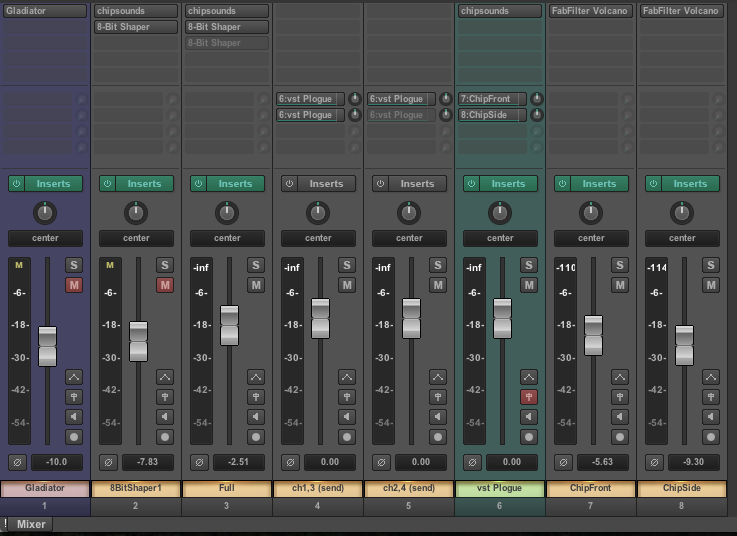 Gladiator chipsounds chipsounds chipsounds FabFilter Volcano FabFilter Volcano
8-Bit Shaper 8-Bit Shaper
8-Bit Shaper
6:vst Plogue 6:vst Plogue 7:ChipFront
6:vst Plogue 6:vst Plogue 8:ChipSide
Inserts Inserts Inserts Inserts Inserts Inserts Inserts Inserts
center center center center center center center center
M S M S -inf S -inf S -inf S -inf S -110 S -114 S
M M M M M M M M
-6- -6- -6- -6- -6- -6- -6- -6-
-18- -18- -18- -18- -18- -18- -18- -18-
-30- -30- -30- -30- -30- -30- -30- -30-
-42- -42- -42- -42- -42- -42- -42- -42-
-54- -54- -54- -54- -54- -54- -54- -54-
-10.0 -7.83 -2.51 0.00 0.00 0.00 -5.63 -9.30
Gladiator 8BitShaper1 Full ch1,3 (send) ch2,4 (send) vst Plogue ChipFront ChipSide
1 2 3 4 5 6 7 8
! Mixer